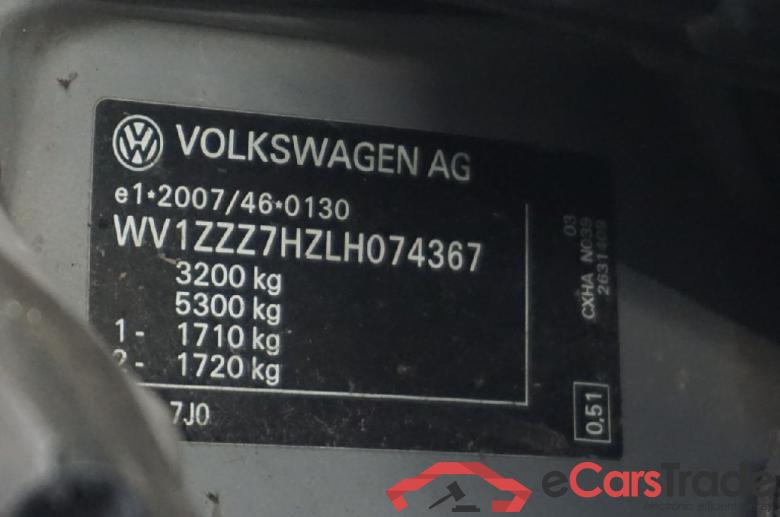 VOLKSWAGEN AG
e1*2007/46*0130
WV1ZZZ7HZLH074367
3200 kg
5300 kg
1- 1710 kg
2- 1720 kg
7J0
03
CXHA N039
2631409
0,51
eCarsTrade